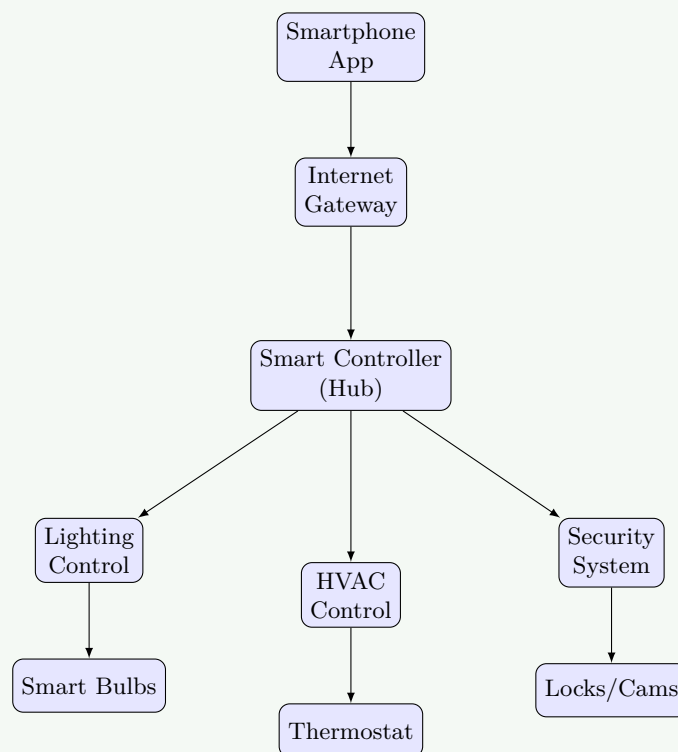 Smartphone
App
Internet
Gateway
Smart Controller
(Hub)
Lighting
Control
HVAC
Control
Security
System
Smart Bulbs
Thermostat
Locks/Cams